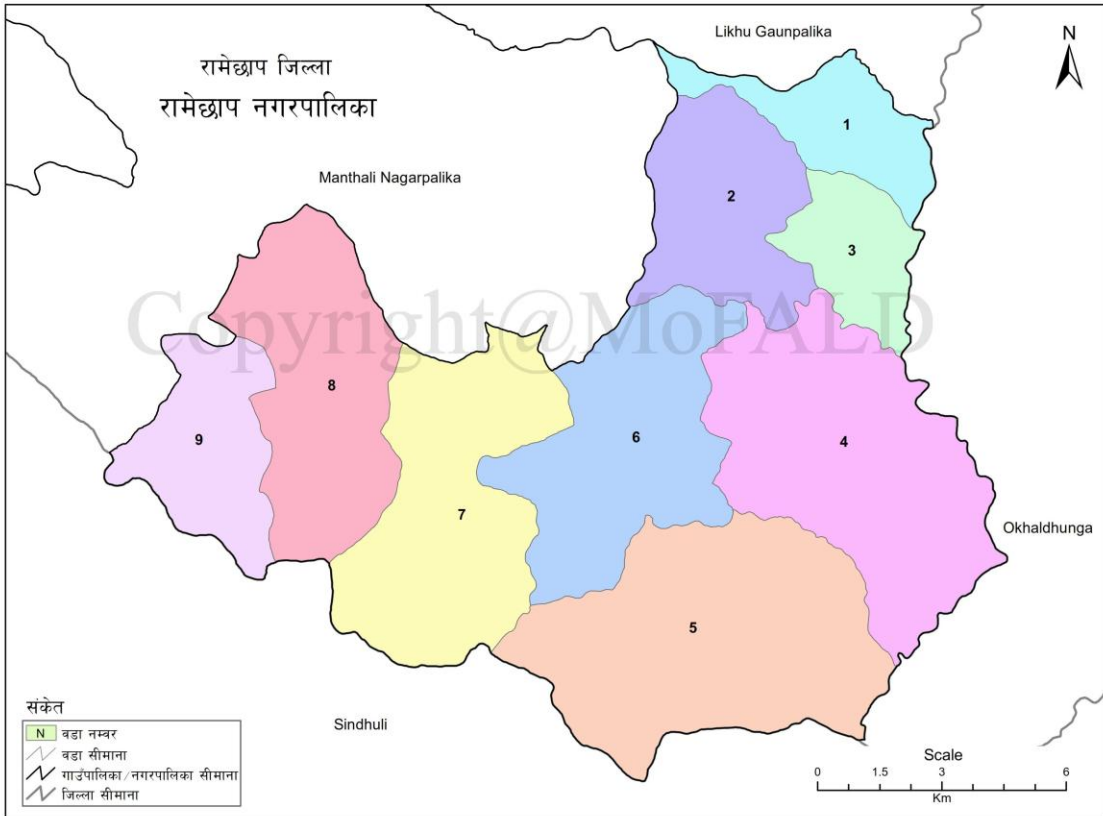 Likhu Gaunpalika
N
रामेछाप जिल्ला
रामेछाप नगरपालिका
1
Manthali Nagarpalika
2
3
Copyright@MoFALD
8
6
9
4
7
Okhaldhunga
5
संकेत
N वडा नम्वर
वडा सीमाना
गाउँपालिका/नगरपालिका सीमाना
जिल्ला सीमाना
Sindhuli
Scale
0 1.5 3 6
Km